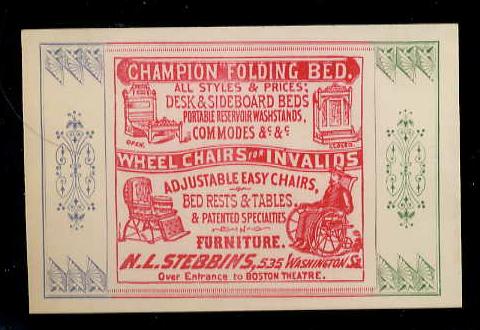 CHAMPION FOLDING BED,
ALL STYLES & PRICES;
DESK & SIDEBOARD BEDS
PORTABLE RESERVOIR WASHSTANDS,
COMMODES &c &c
OPEN.
CLOSED.
WHEEL CHAIRS FOR INVALIDS
ADJUSTABLE EASY CHAIRS,
-OR-
BED RESTS & TABLES,
& PATENTED SPECIALTIES
IN
FURNITURE.
N.L. STEBBINS, 535 WASHINGTON St.
Over Entrance to BOSTON THEATRE.